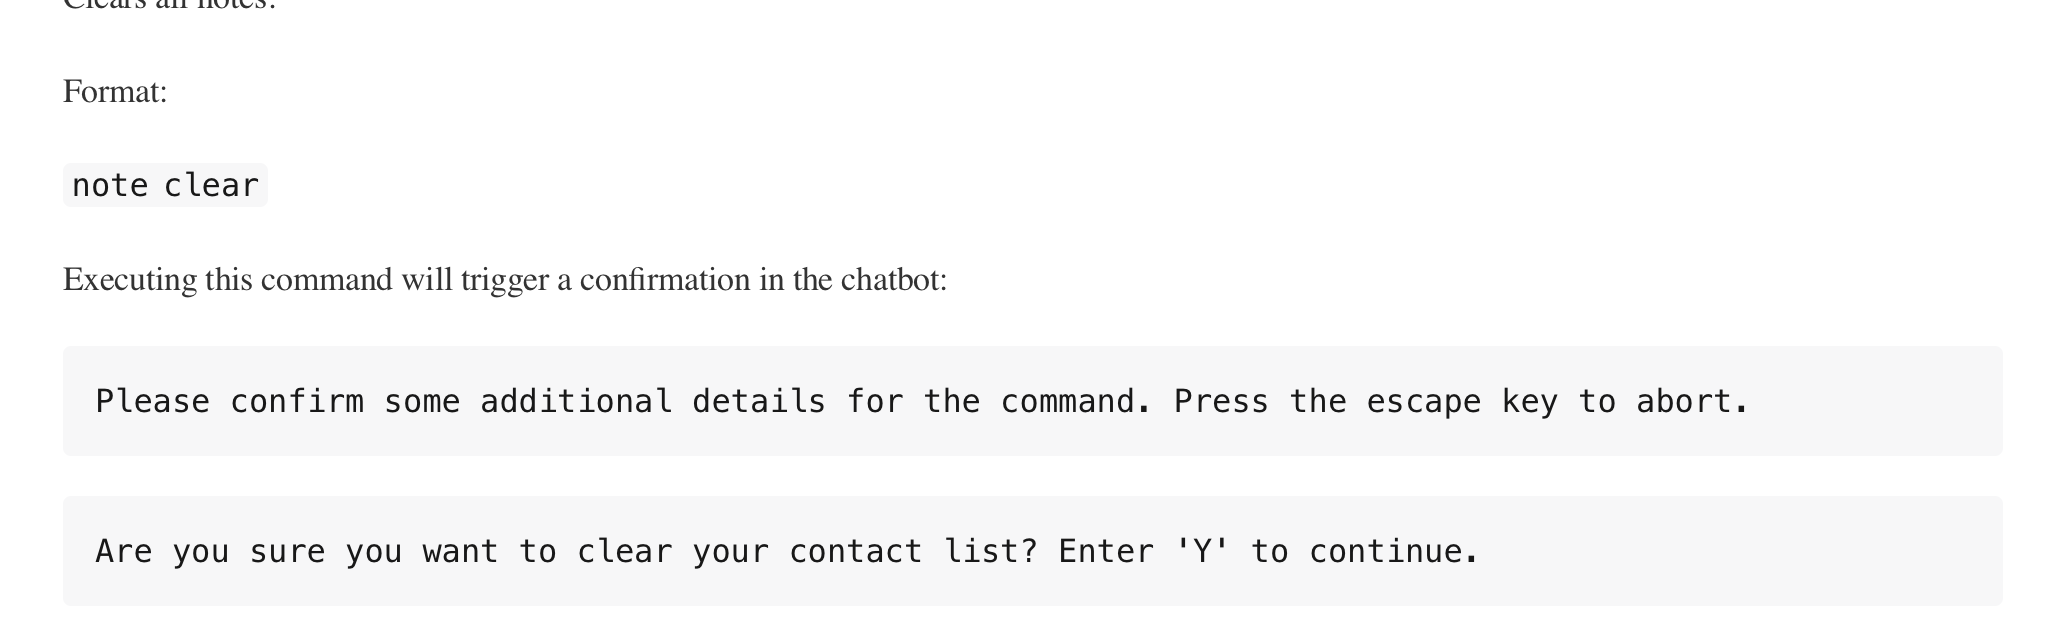 Clears all notes.
Format:
note clear
Executing this command will trigger a confirmation in the chatbot:
Please confirm some additional details for the command. Press the escape key to abort.
Are you sure you want to clear your contact list? Enter 'Y' to continue.